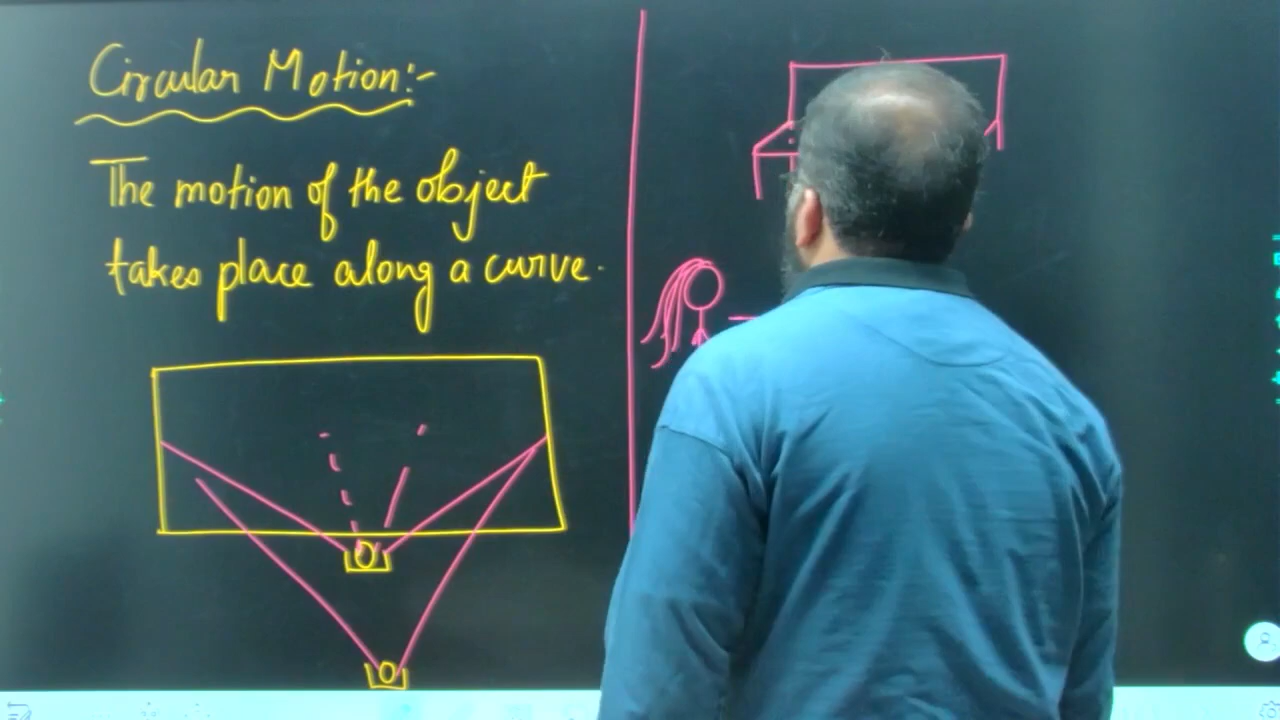 Circular Motion:-
The motion of the object
takes place along a curve.